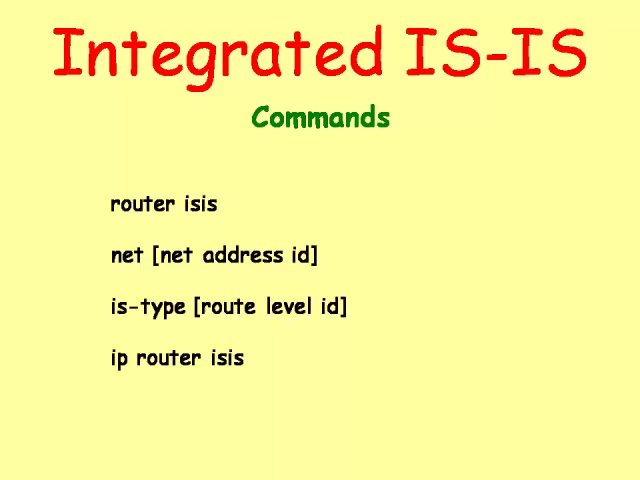 Integrated IS-IS
Commands
router isis
net [net address id]
is-type [route level id]
ip router isis